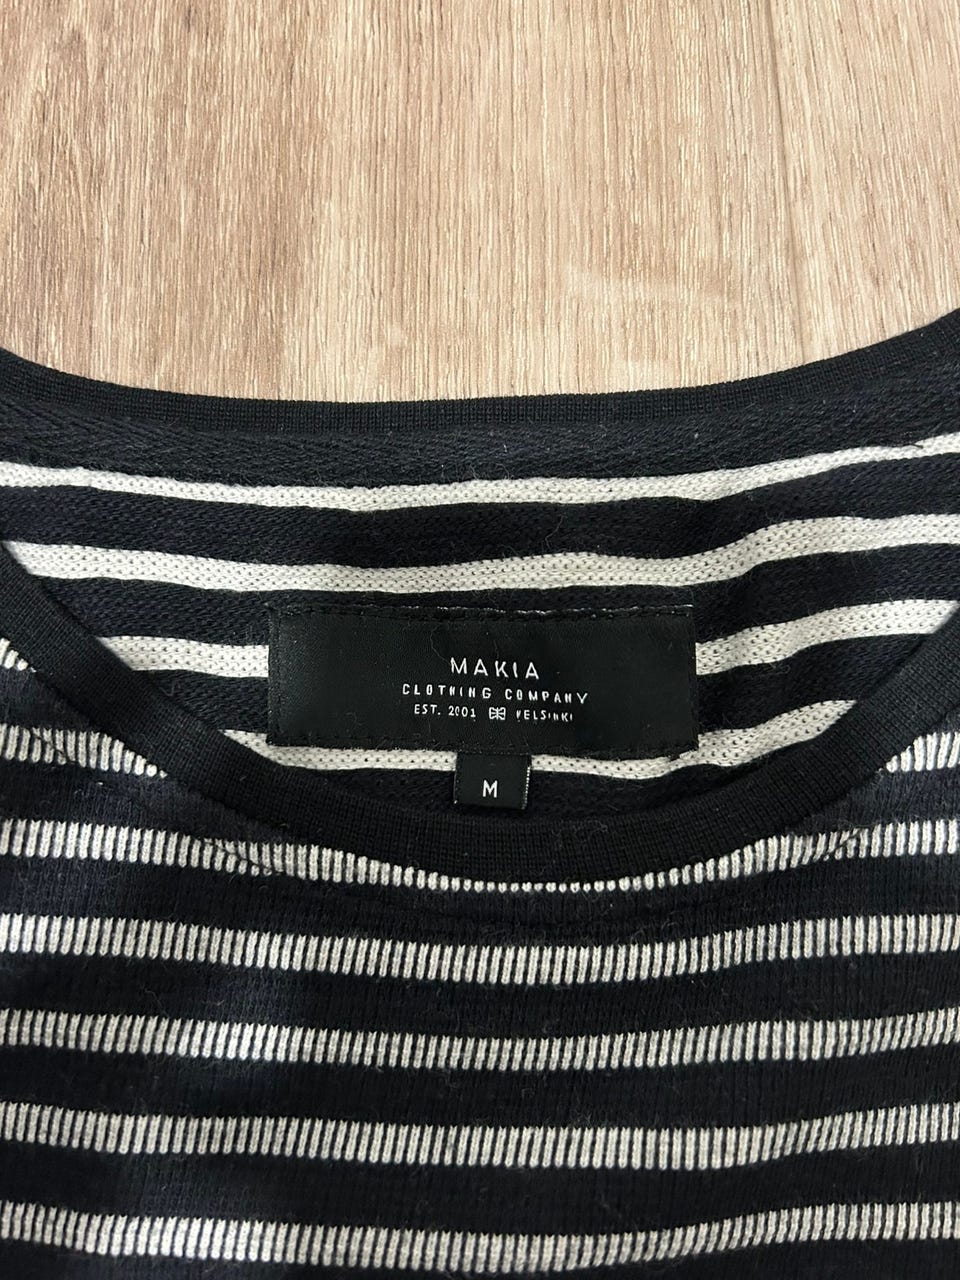 MAKIA
CLOTHING COMPANY
EST. 2001 HELSINKI
M